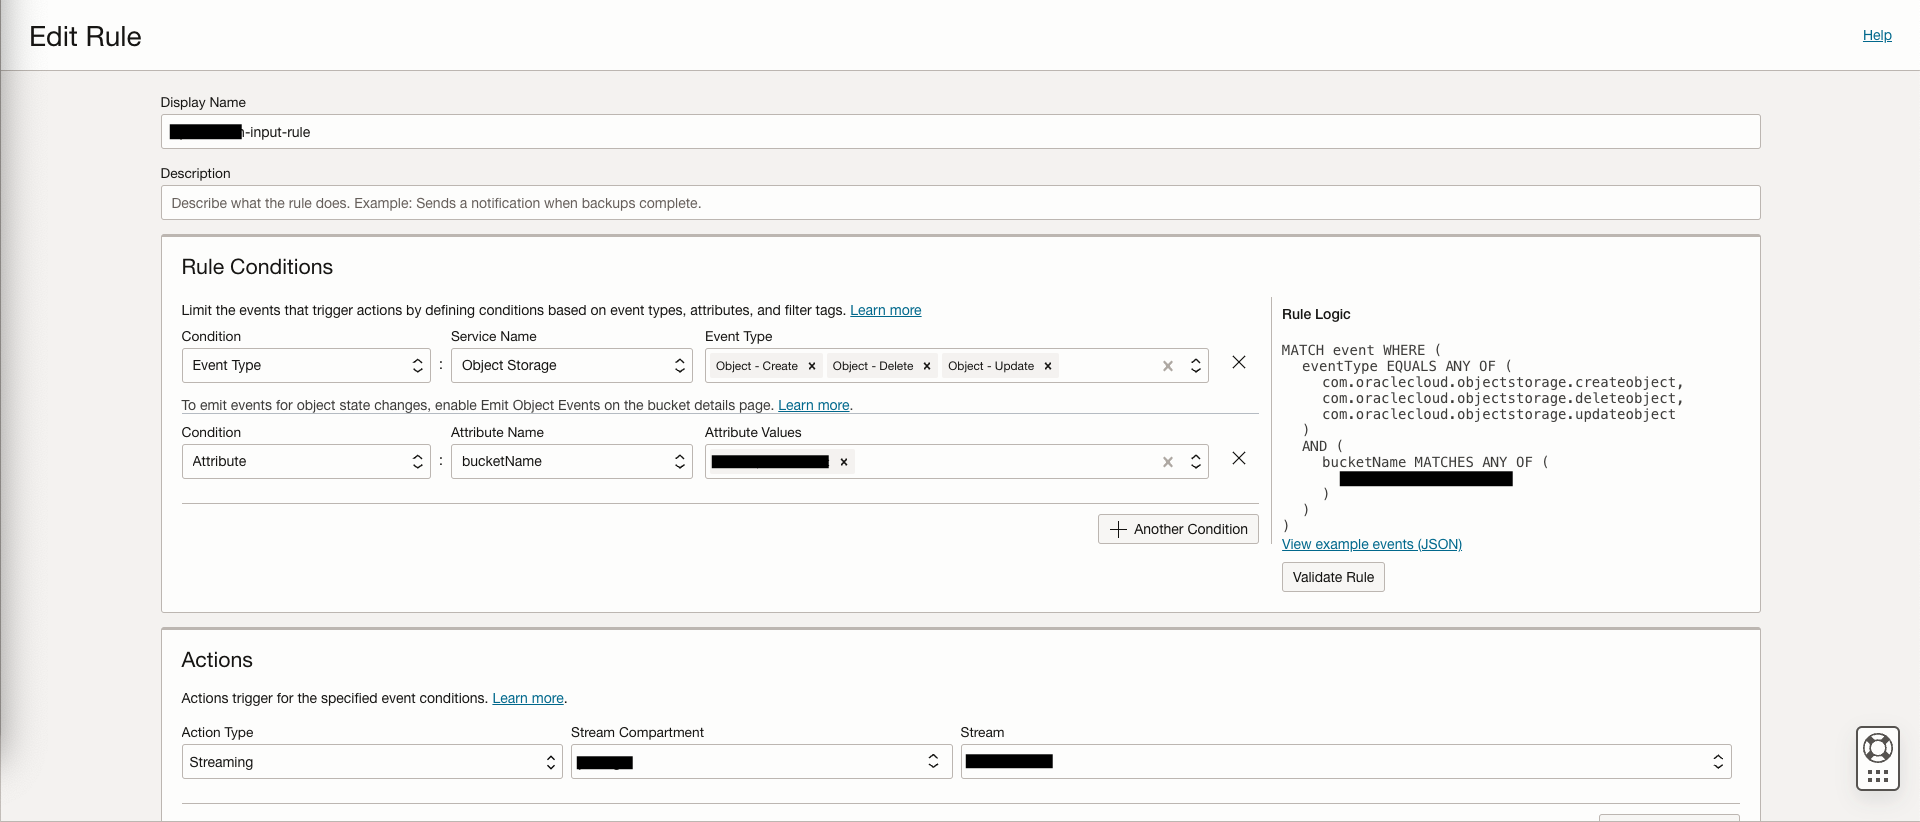 Edit Rule
Help
Display Name
-input-rule
Description
Describe what the rule does. Example: Sends a notification when backups complete.
Rule Conditions
Limit the events that trigger actions by defining conditions based on event types, attributes, and filter tags. Learn more
Condition Service Name Event Type
Event Type : Object Storage Object - Create × Object - Delete × Object - Update ×
To emit events for object state changes, enable Emit Object Events on the bucket details page. Learn more.
Condition Attribute Name Attribute Values
Attribute : bucketName ×
Another Condition
Rule Logic
MATCH event WHERE (
eventType EQUALS ANY OF (
com.oraclecloud.objectstorage.createobject,
com.oraclecloud.objectstorage.deleteobject,
com.oraclecloud.objectstorage.updateobject
)
AND (
bucketName MATCHES ANY OF (
)
)
)
View example events (JSON)
Validate Rule
Actions
Actions trigger for the specified event conditions. Learn more.
Action Type Stream Compartment Stream
Streaming